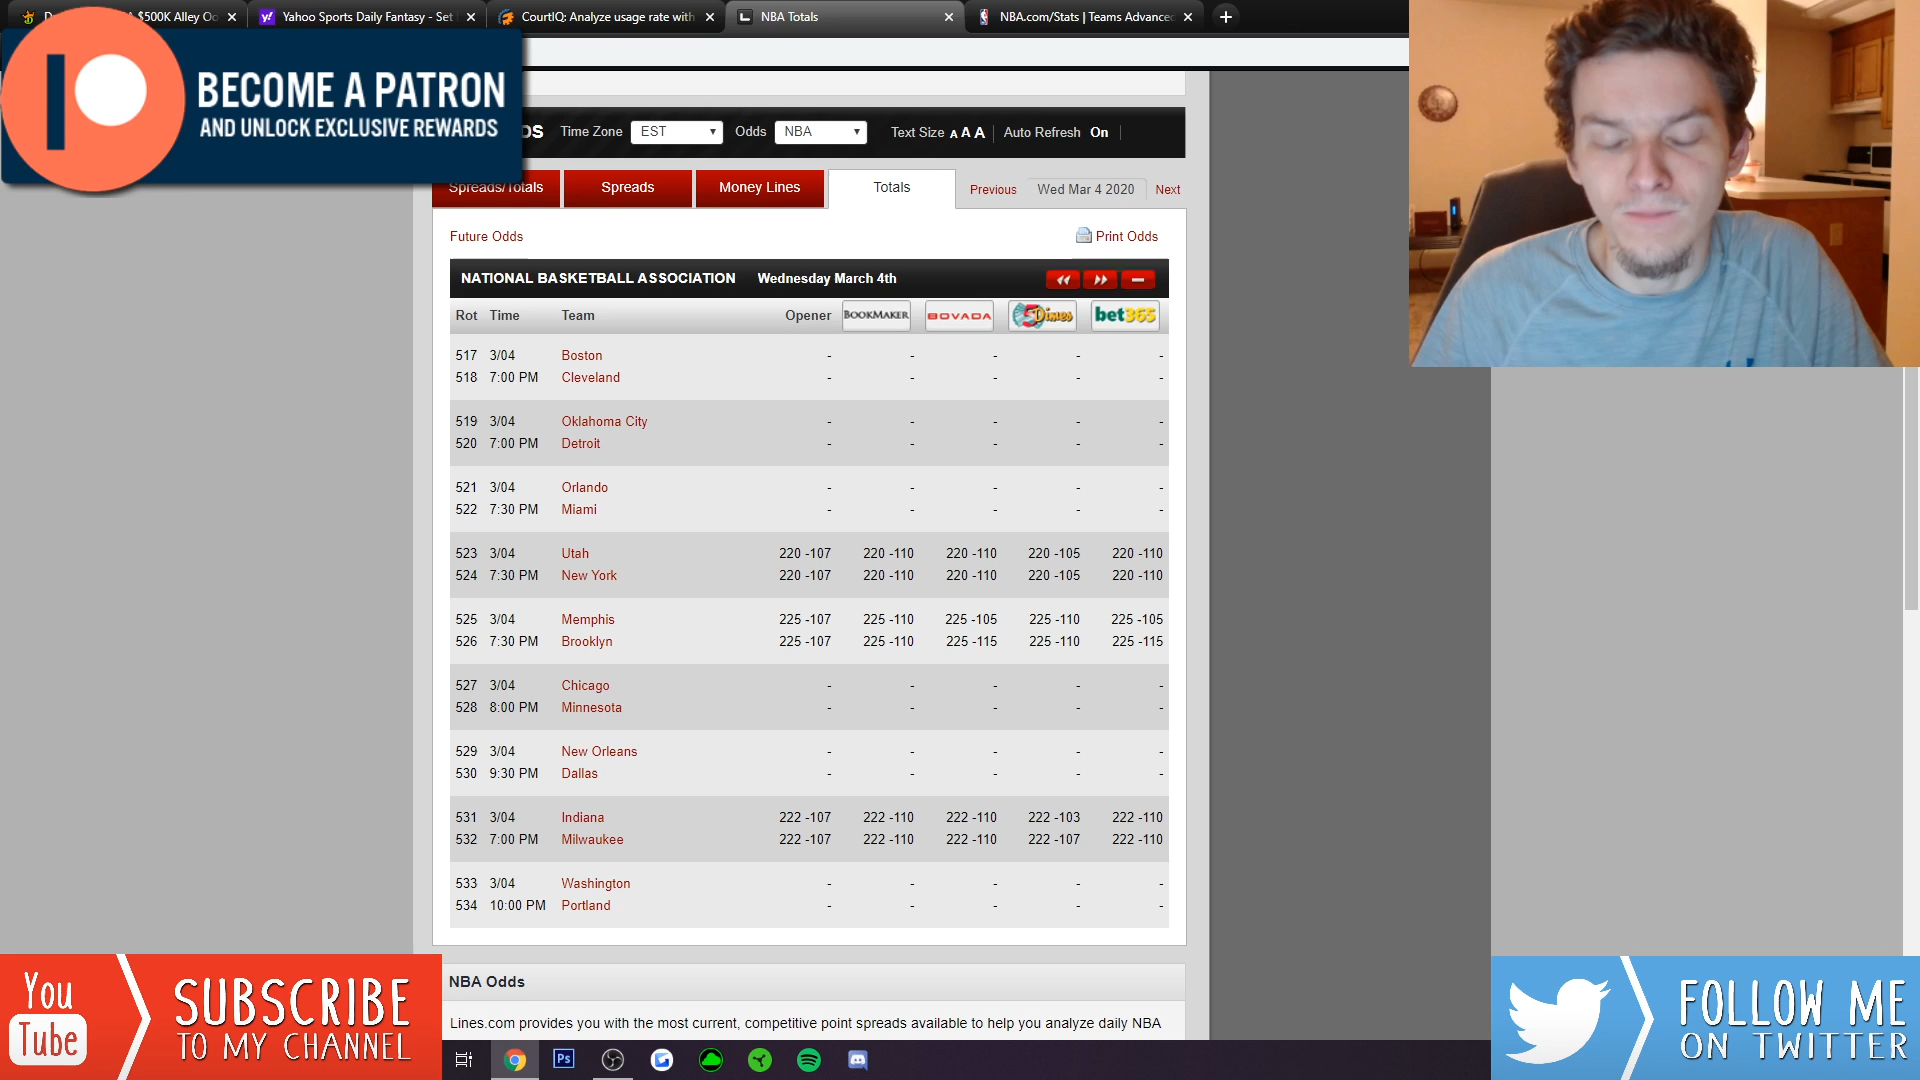 $500K Alley Oo
Yahoo Sports Daily Fantasy - Set
CourtIQ: Analyze usage rate with
NBA Totals
NBA.com/Stats | Teams Advanced
BECOME A PATRON
AND UNLOCK EXCLUSIVE REWARDS
DS Time Zone EST Odds NBA Text Size A A A Auto Refresh On
Spreads/Totals Spreads Money Lines Totals Previous Wed Mar 4 2020 Next
Future Odds Print Odds
NATIONAL BASKETBALL ASSOCIATION Wednesday March 4th
Rot Time Team Opener BOOKMAKER BOVADA 5Dimes bet365
517 3/04 Boston - - - - -
518 7:00 PM Cleveland - - - - -
519 3/04 Oklahoma City - - - - -
520 7:00 PM Detroit - - - - -
521 3/04 Orlando - - - - -
522 7:30 PM Miami - - - - -
523 3/04 Utah 220 -107 220 -110 220 -110 220 -105 220 -110
524 7:30 PM New York 220 -107 220 -110 220 -110 220 -105 220 -110
525 3/04 Memphis 225 -107 225 -110 225 -105 225 -110 225 -105
526 7:30 PM Brooklyn 225 -107 225 -110 225 -115 225 -110 225 -115
527 3/04 Chicago - - - - -
528 8:00 PM Minnesota - - - - -
529 3/04 New Orleans - - - - -
530 9:30 PM Dallas - - - - -
531 3/04 Indiana 222 -107 222 -110 222 -110 222 -103 222 -110
532 7:00 PM Milwaukee 222 -107 222 -110 222 -110 222 -107 222 -110
533 3/04 Washington - - - - -
534 10:00 PM Portland - - - - -
NBA Odds
Lines.com provides you with the most current, competitive point spreads available to help you analyze daily NBA
You Tube
SUBSCRIBE
TO MY CHANNEL
Ps
FOLLOW ME
ON TWITTER